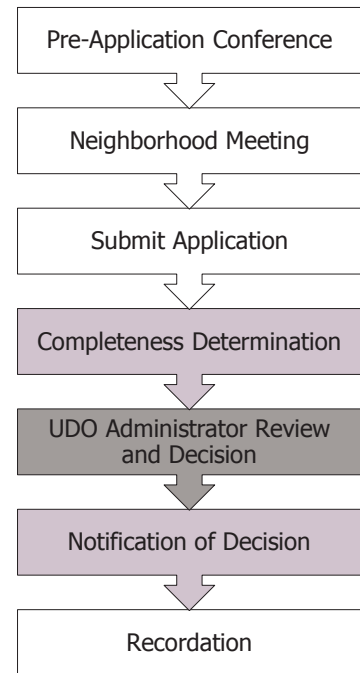 Pre-Application Conference
Neighborhood Meeting
Submit Application
Completeness Determination
UDO Administrator Review
and Decision
Notification of Decision
Recordation